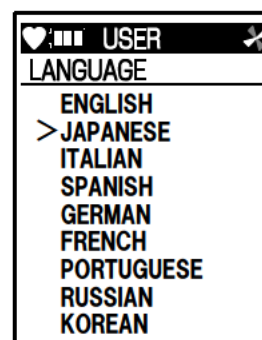 USER
LANGUAGE
ENGLISH
>JAPANESE
ITALIAN
SPANISH
GERMAN
FRENCH
PORTUGUESE
RUSSIAN
KOREAN